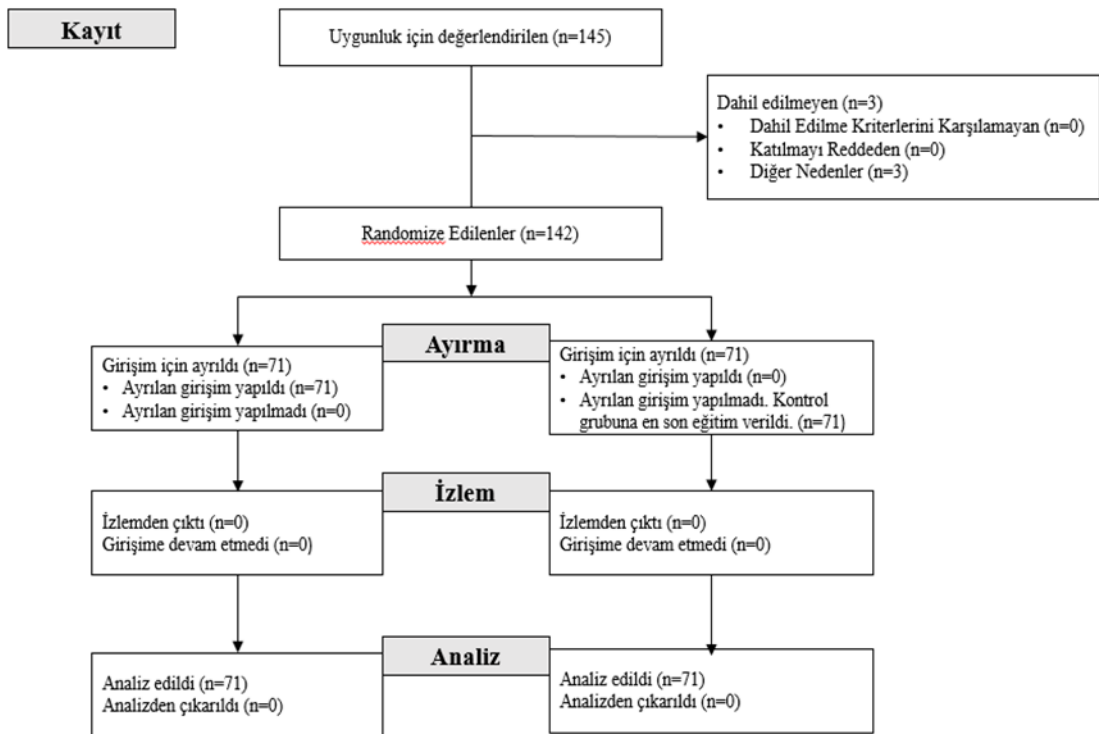 Kayıt
Uygunluk için değerlendirilen (n=145)
Dahil edilmeyen (n=3)
• Dahil Edilme Kriterlerini Karşılamayan (n=0)
• Katılmayı Reddeden (n=0)
• Diğer Nedenler (n=3)
Randomize Edilenler (n=142)
Ayırma
Girişim için ayrıldı (n=71)
• Ayrılan girişim yapıldı (n=71)
• Ayrılan girişim yapılmadı (n=0)
Girişim için ayrıldı (n=71)
• Ayrılan girişim yapıldı (n=0)
• Ayrılan girişim yapılmadı. Kontrol
grubuna en son eğitim verildi. (n=71)
İzlem
İzlemden çıktı (n=0)
Girişime devam etmedi (n=0)
İzlemden çıktı (n=0)
Girişime devam etmedi (n=0)
Analiz
Analiz edildi (n=71)
Analizden çıkarıldı (n=0)
Analiz edildi (n=71)
Analizden çıkarıldı (n=0)